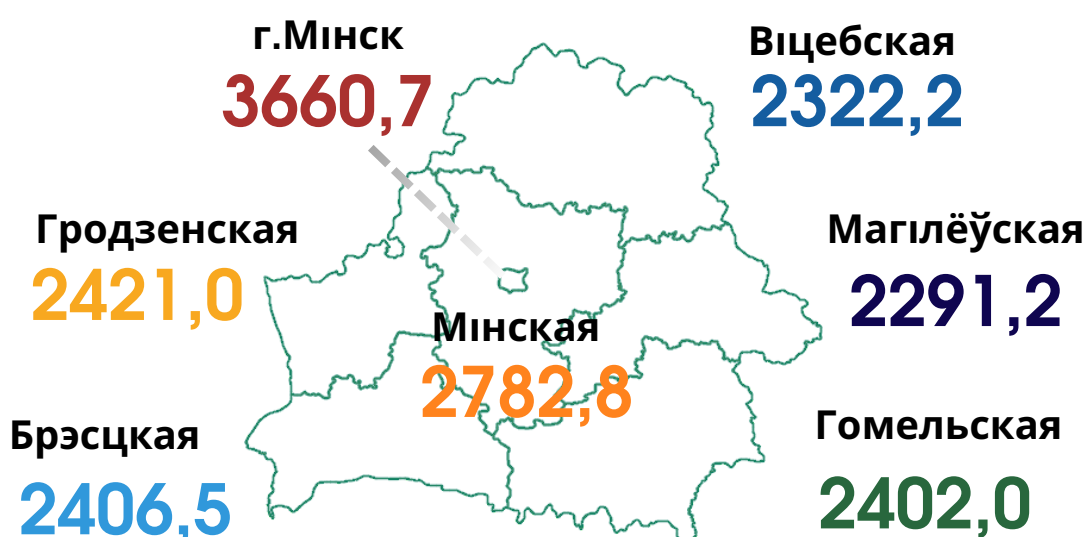 г.Мінск
3660,7
Віцебская
2322,2
Гродзенская
2421,0
Магілёўская
2291,2
Мінская
2782,8
Брэсцкая
2406,5
Гомельская
2402,0